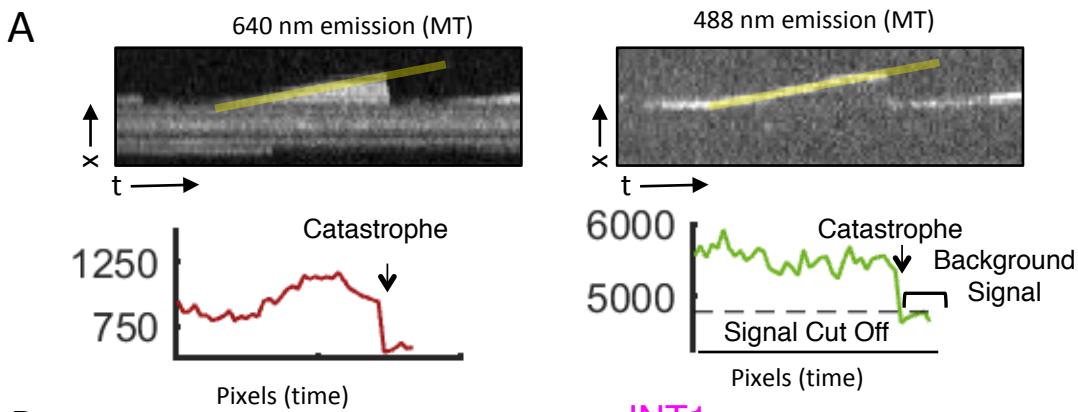 A
640 nm emission (MT)
488 nm emission (MT)
x
t
x
t
1250
750
Catastrophe
Pixels (time)
6000
5000
Catastrophe
Background
Signal
Signal Cut Off
Pixels (time)
INT1